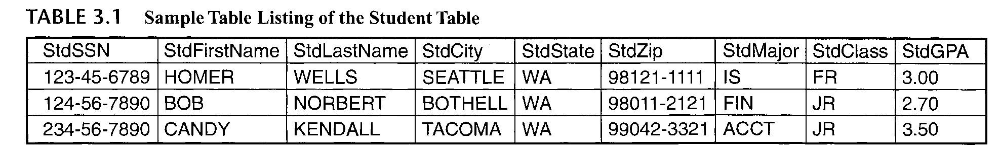 TABLE 3.1 Sample Table Listing of the Student Table
StdSSN StdFirstName StdLastName StdCity StdState StdZip StdMajor StdClass StdGPA
123-45-6789 HOMER WELLS SEATTLE WA 98121-1111 IS FR 3.00
124-56-7890 BOB NORBERT BOTHELL WA 98011-2121 FIN JR 2.70
234-56-7890 CANDY KENDALL TACOMA WA 99042-3321 ACCT JR 3.50